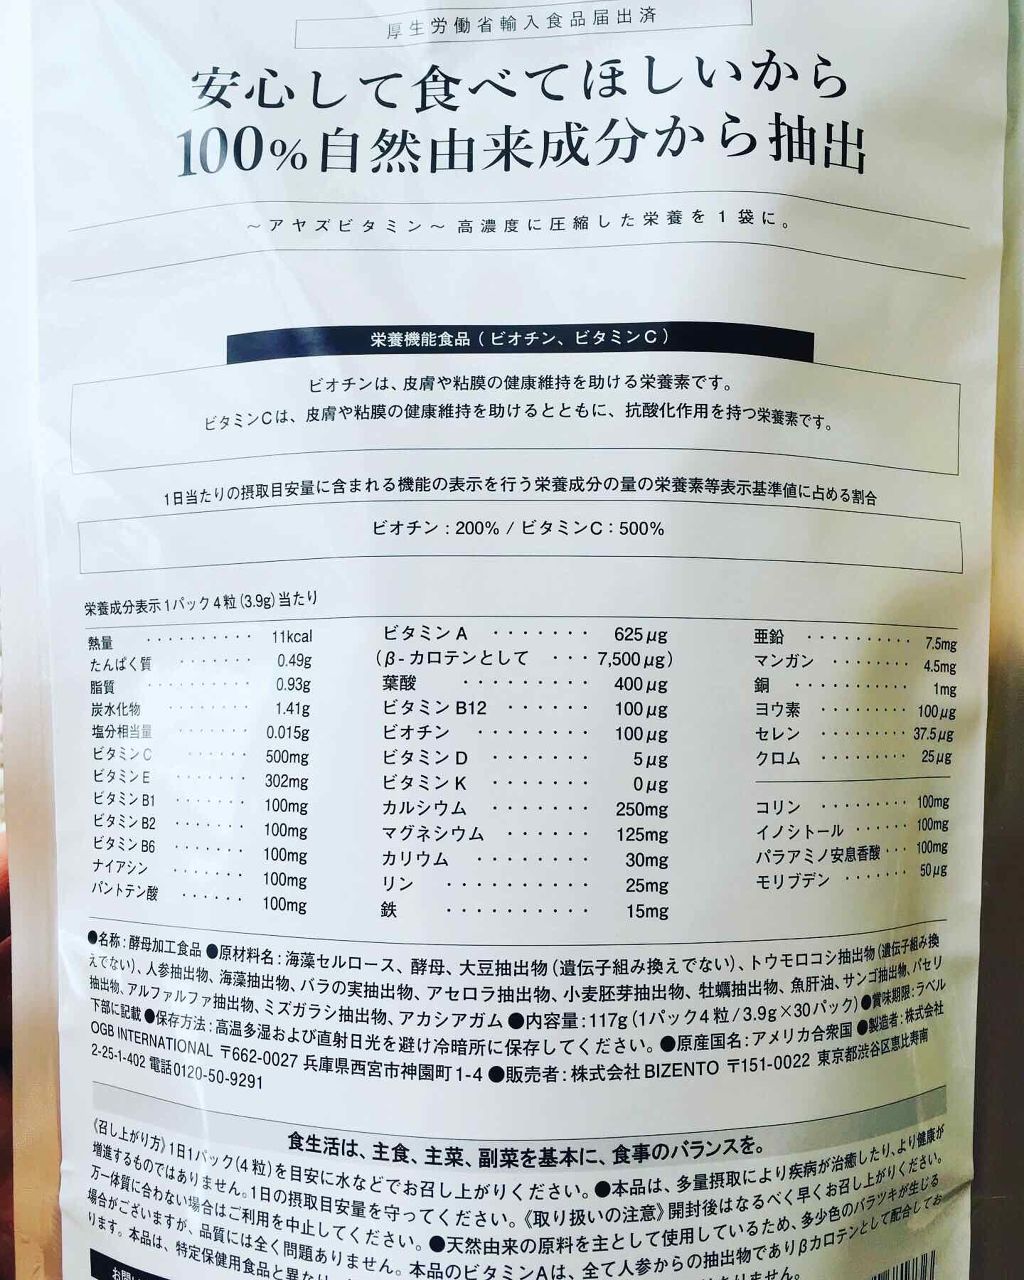 厚生労働省輸入食品届出済
安心して食べてほしいから
100%自然由来成分から抽出
～アヤズビタミン～ 高濃度に圧縮した栄養を1袋に。
栄養機能食品(ビオチン、ビタミンC)
ビオチンは、皮膚や粘膜の健康維持を助ける栄養素です。
ビタミンCは、皮膚や粘膜の健康維持を助けるとともに、抗酸化作用を持つ栄養素です。
1日当たりの摂取目安量に含まれる機能の表示を行う栄養成分の量の栄養素等表示基準値に占める割合
ビオチン:200% / ビタミンC:500%
栄養成分表示1パック4粒(3.9g)当たり
熱量 ・・・・・・・・・・ 11kcal
たんぱく質 ・・・・・・・ 0.49g
脂質 ・・・・・・・・・・ 0.93g
炭水化物 ・・・・・・・・ 1.41g
塩分相当量 ・・・・・・・ 0.015g
ビタミンC ・・・・・・・ 500mg
ビタミンE ・・・・・・・ 302mg
ビタミンB1 ・・・・・・・ 100mg
ビタミンB2 ・・・・・・・ 100mg
ビタミンB6 ・・・・・・・ 100mg
ナイアシン ・・・・・・・ 100mg
パントテン酸 ・・・・・・ 100mg
ビタミンA ・・・・・・・ 625μg
(β-カロテンとして ・・・ 7,500μg)
葉酸 ・・・・・・・・・ 400μg
ビタミンB12 ・・・・・・ 100μg
ビオチン ・・・・・・・・ 100μg
ビタミンD ・・・・・・・ 5μg
ビタミンK ・・・・・・・ 0μg
カルシウム ・・・・・・・ 250mg
マグネシウム ・・・・・・ 125mg
カリウム ・・・・・・・・ 30mg
リン ・・・・・・・・・・ 25mg
鉄 ・・・・・・・・・・ 15mg
亜鉛 ・・・・・・・・・・ 7.5mg
マンガン ・・・・・・・・ 4.5mg
銅 ・・・・・・・・・・・ 1mg
ヨウ素 ・・・・・・・・・ 100μg
セレン ・・・・・・・・・ 37.5μg
クロム ・・・・・・・・・ 25μg
コリン ・・・・・・・・・ 100mg
イノシトール ・・・・・・ 100mg
パラアミノ安息香酸・・・ 100mg
モリブデン ・・・・・・・ 50μg
●名称:酵母加工食品 ●原材料名:海藻セルロース、酵母、大豆抽出物(遺伝子組み換えでない)、トウモロコシ抽出物(遺伝子組み換
えでない)、人参抽出物、海藻抽出物、バラの実抽出物、アセロラ抽出物、小麦胚芽抽出物、牡蠣抽出物、魚肝油、サンゴ抽出物、パセリ
抽出物、アルファルファ抽出物、ミズガラシ抽出物、アカシアガム ●内容量:117g(1パック4粒/3.9g×30パック) ●賞味期限:ラベル
下部に記載 ●保存方法:高温多湿および直射日光を避け冷暗所に保存してください。●原産国名:アメリカ合衆国 ●製造者:株式会社
OGB INTERNATIONAL 〒662-0027 兵庫県西宮市神園町1-4 ●販売者:株式会社BIZENTO 〒151-0022 東京都渋谷区恵比寿南
2-25-1-402 電話0120-50-9291
食生活は、主食、主菜、副菜を基本に、食事のバランスを。
《召し上がり方》1日1パック(4粒)を目安に水などでお召し上がりください。●本品は、多量摂取により疾病が治癒したり、より健康が
増進するものではありません。1日の摂取目安量を守ってください。《取り扱いの注意》開封後はなるべく早くお召し上がりください。
万一体質に合わない場合はご利用を中止してください。●天然由来の原料を主として使用しているため、多少色のバラツキが生じる
場合がございますが、品質には全く問題ありません。本品のビタミンAは、全て人参からの抽出物でありβカロテンとして配合してお
ります。本品は、特定保健用食品と異なり、
ありません。
お問